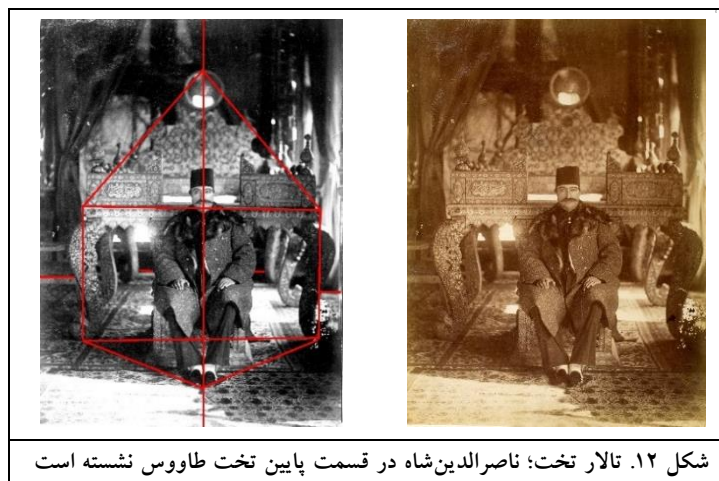 شکل ۱۲. تالار تخت؛ ناصرالدین‌شاه در قسمت پایین تخت طاووس نشسته است